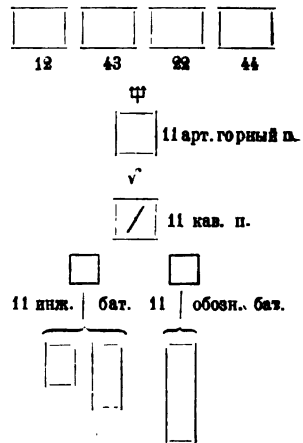 12 43 22 44
11 арт. горный п.
11 кав. п.
11 инж. бат. 11 обозн. бат.